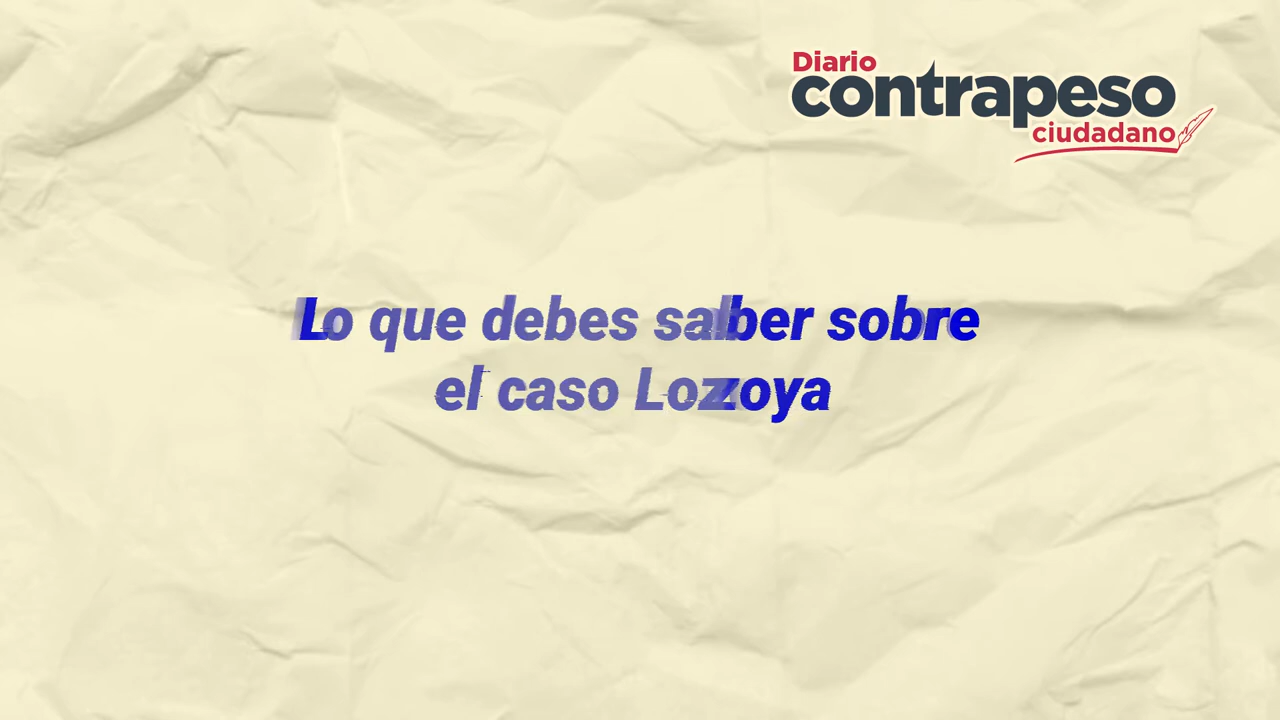 Diario
contrapeso
ciudadano
Lo que debes saber sobre
el caso Lozoya